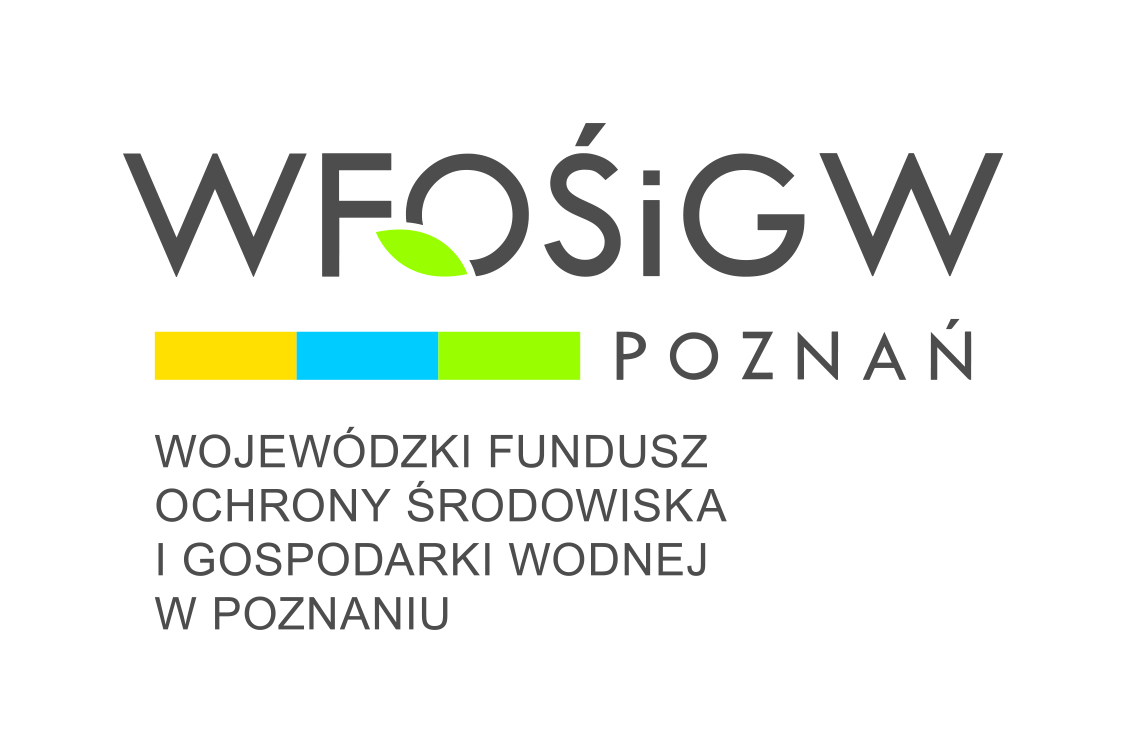 WFOŚiGW
POZNAŃ
WOJEWÓDZKI FUNDUSZ
OCHRONY ŚRODOWISKA
I GOSPODARKI WODNEJ
W POZNANIU